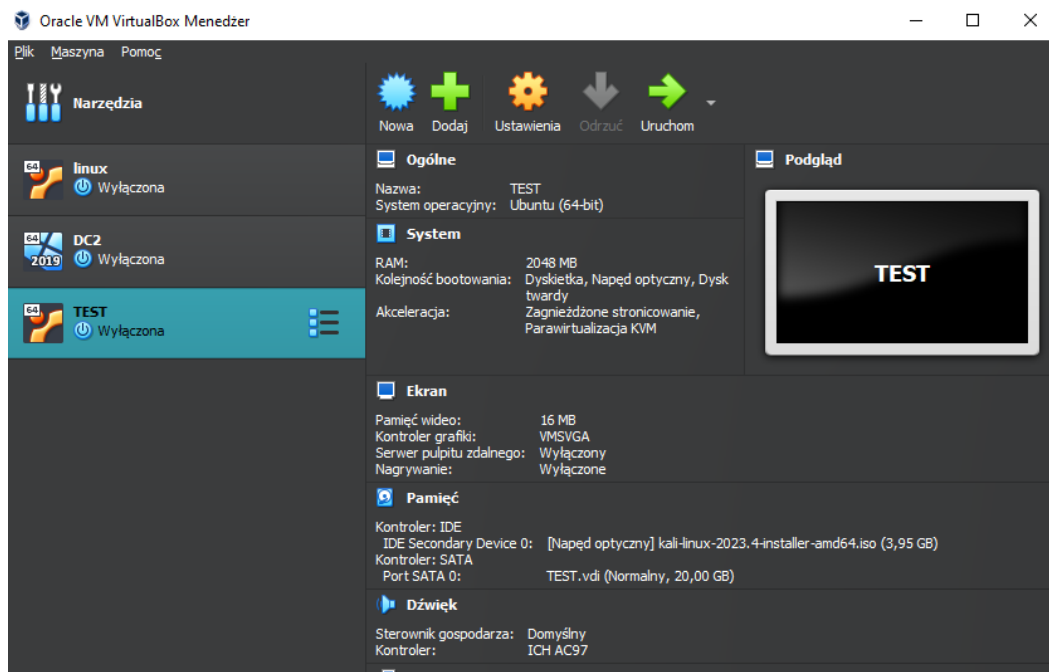 Oracle VM VirtualBox Menedżer
Plik Maszyna Pomoc
Narzędzia
Nowa Dodaj Ustawienia Odrzuć Uruchom
64
linux
Wyłączona
64
2019
DC2
Wyłączona
64
TEST
Wyłączona
Ogólne
Nazwa: TEST
System operacyjny: Ubuntu (64-bit)
System
RAM: 2048 MB
Kolejność bootowania: Dyskietka, Napęd optyczny, Dysk
twardy
Akceleracja: Zagnieżdżone stronicowanie,
Parawirtualizacja KVM
Podgląd
TEST
Ekran
Pamięć wideo: 16 MB
Kontroler grafiki: VMSVGA
Serwer pulpitu zdalnego: Wyłączony
Nagrywanie: Wyłączone
Pamięć
Kontroler: IDE
IDE Secondary Device 0: [Napęd optyczny] kali-linux-2023.4-installer-amd64.iso (3,95 GB)
Kontroler: SATA
Port SATA 0: TEST.vdi (Normalny, 20,00 GB)
Dźwięk
Sterownik gospodarza: Domyślny
Kontroler: ICH AC97